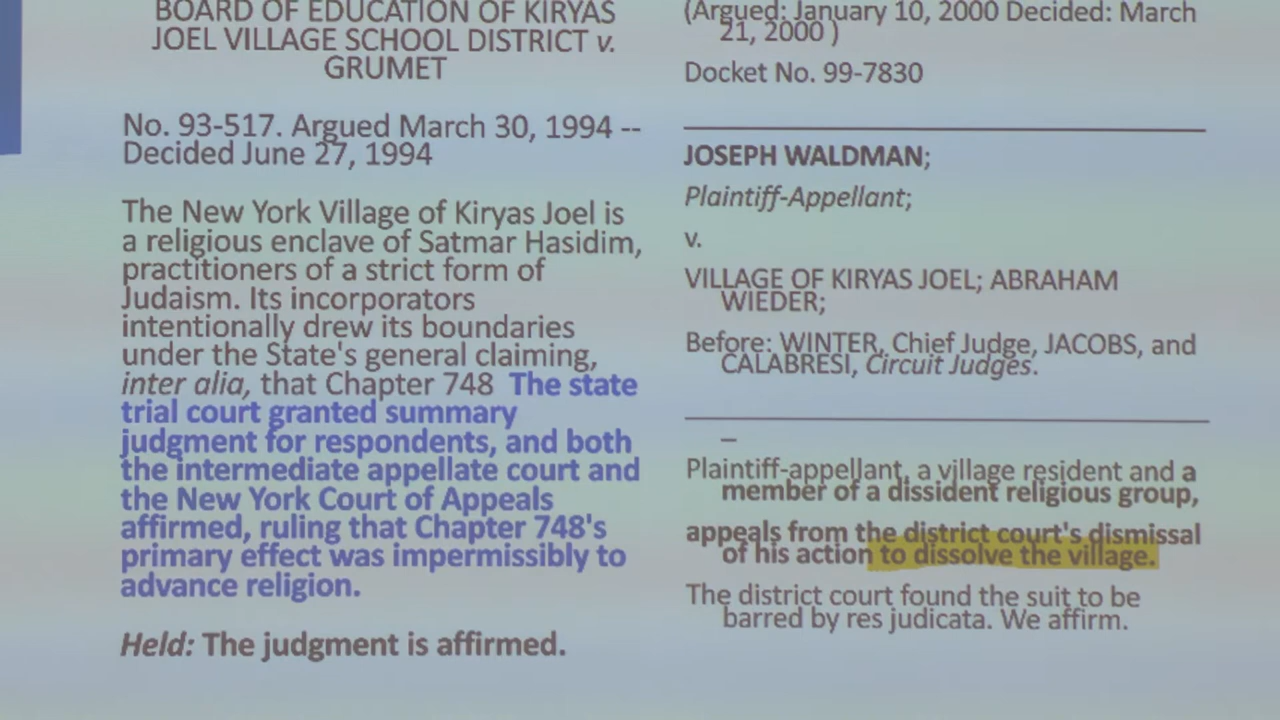 BOARD OF EDUCATION OF KIRYAS
JOEL VILLAGE SCHOOL DISTRICT v.
GRUMET
No. 93-517. Argued March 30, 1994 --
Decided June 27, 1994
The New York Village of Kiryas Joel is
a religious enclave of Satmar Hasidim,
practitioners of a strict form of
Judaism. Its incorporators
intentionally drew its boundaries
under the State's general claiming,
inter alia, that Chapter 748 The state
trial court granted summary
judgment for respondents, and both
the intermediate appellate court and
the New York Court of Appeals
affirmed, ruling that Chapter 748's
primary effect was impermissibly to
advance religion.
Held: The judgment is affirmed.
(Argued: January 10, 2000 Decided: March
21, 2000 )
Docket No. 99-7830
JOSEPH WALDMAN;
Plaintiff-Appellant;
v.
VILLAGE OF KIRYAS JOEL; ABRAHAM
WIEDER;
Before: WINTER, Chief Judge, JACOBS, and
CALABRESI, Circuit Judges.
_
Plaintiff-appellant, a village resident and a
member of a dissident religious group,
appeals from the district court's dismissal
of his action to dissolve the village.
The district court found the suit to be
barred by res judicata. We affirm.